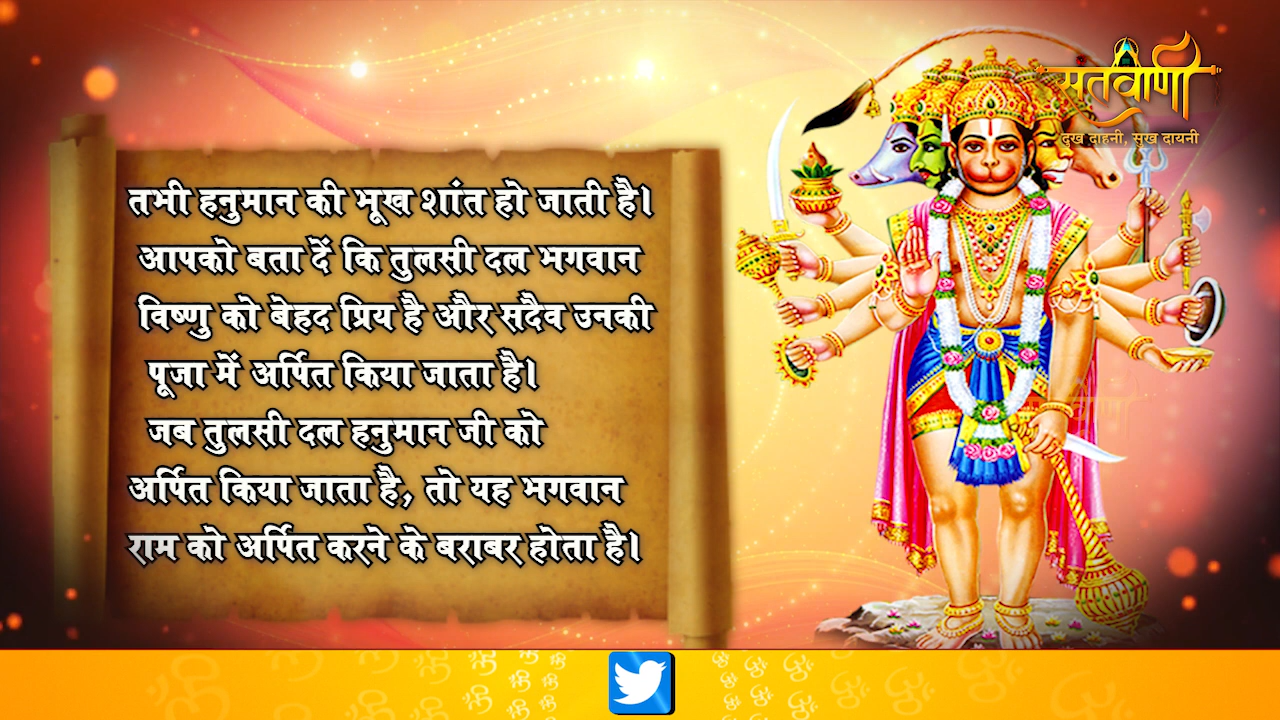 संतवाणी
दुख दाहनी, सुख दायनी
तभी हनुमान की भूख शांत हो जाती है।
आपको बता दें कि तुलसी दल भगवान
विष्णु को बेहद प्रिय है और सदैव उनकी
पूजा में अर्पित किया जाता है।
जब तुलसी दल हनुमान जी को
अर्पित किया जाता है, तो यह भगवान
राम को अर्पित करने के बराबर होता है।